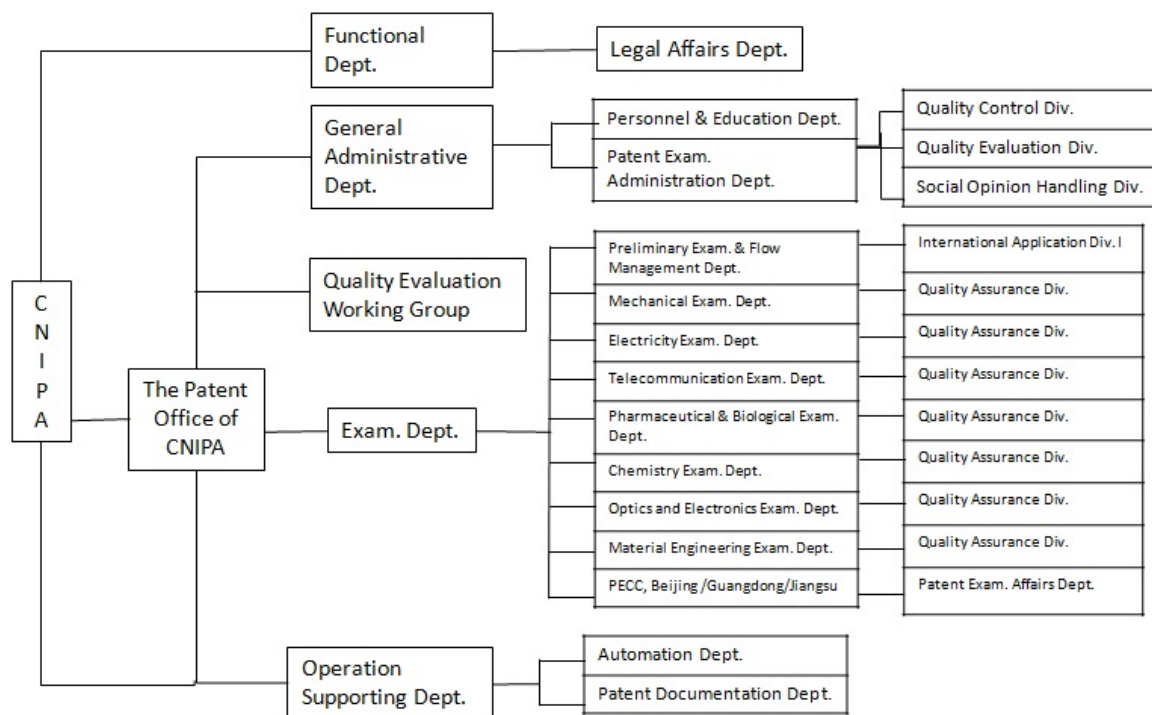 Functional
Dept.
Legal Affairs Dept.
General
Administrative
Dept.
Personnel & Education Dept.
Patent Exam.
Administration Dept.
Quality Control Div.
Quality Evaluation Div.
Social Opinion Handling Div.
C
N
I
P
A
The Patent
Office of
CNIPA
Quality Evaluation
Working Group
Exam. Dept.
Preliminary Exam. & Flow
Management Dept.
International Application Div. I
Mechanical Exam. Dept.
Quality Assurance Div.
Electricity Exam. Dept.
Quality Assurance Div.
Telecommunication Exam. Dept.
Quality Assurance Div.
Pharmaceutical & Biological Exam.
Dept.
Quality Assurance Div.
Chemistry Exam. Dept.
Quality Assurance Div.
Optics and Electronics Exam. Dept.
Quality Assurance Div.
Material Engineering Exam. Dept.
Quality Assurance Div.
PECC, Beijing /Guangdong/Jiangsu
Patent Exam. Affairs Dept.
Operation
Supporting Dept.
Automation Dept.
Patent Documentation Dept.